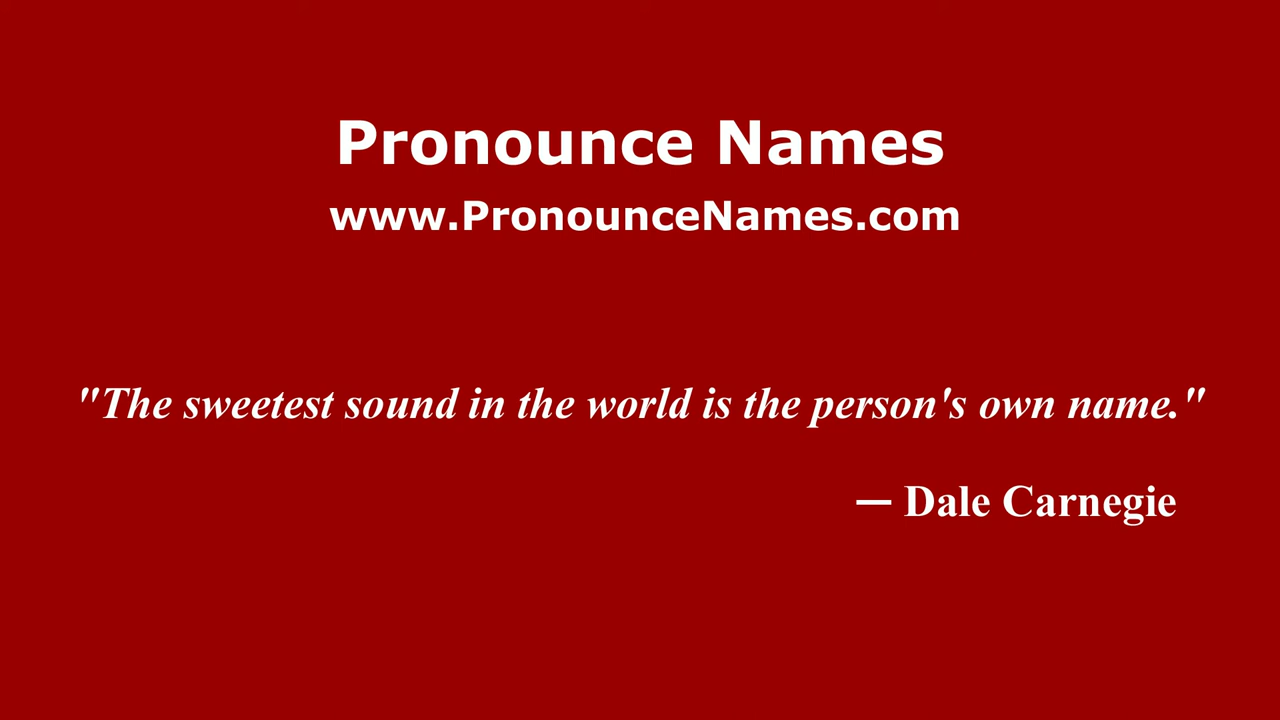 Pronounce Names
www.PronounceNames.com
"The sweetest sound in the world is the person's own name."
— Dale Carnegie